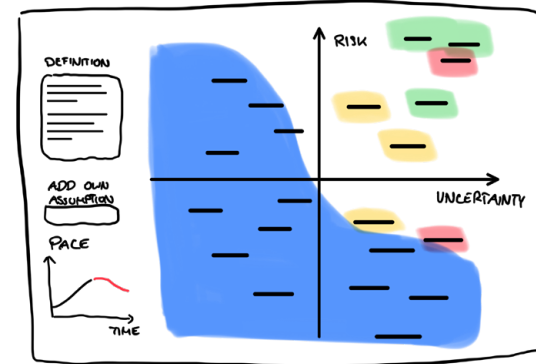 DEFINITION
ADD OWN
ASSUMPTION
PACE
TIME
RISK
UNCERTAINTY